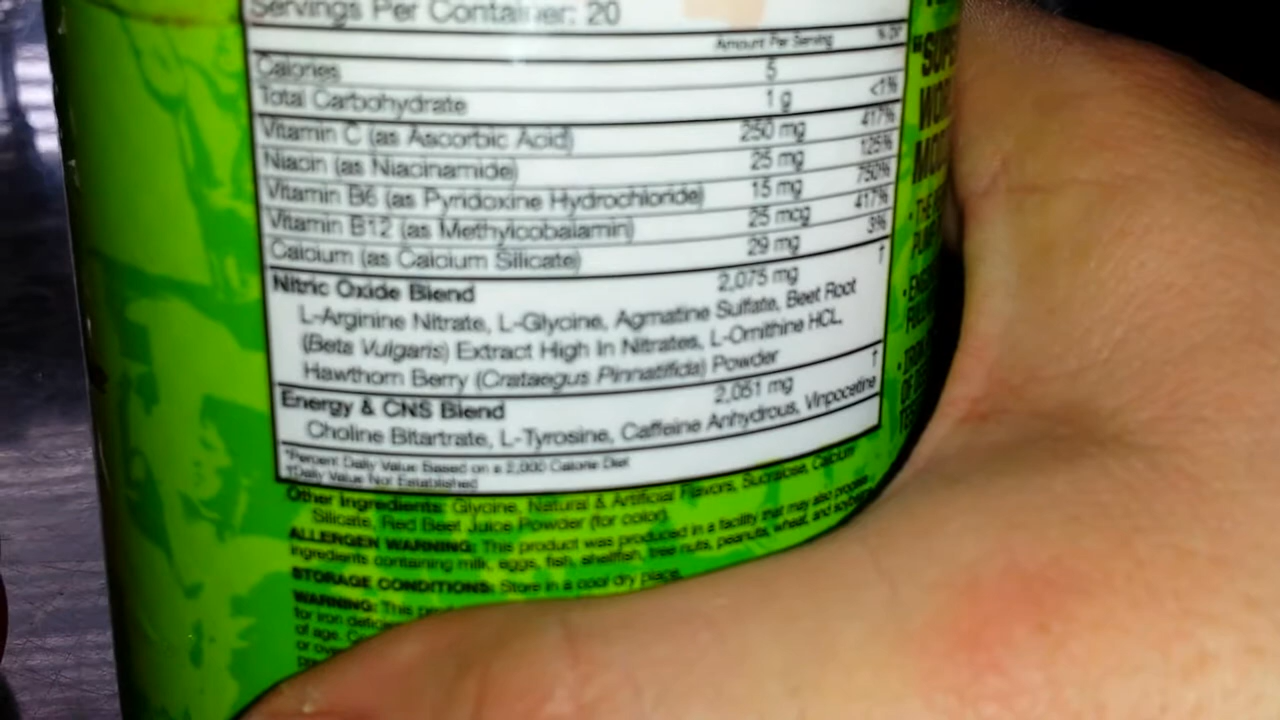 Servings Per Container: 20
Amount Per Serving
Calories 5
Total Carbohydrate 1 g <1%
Vitamin C (as Ascorbic Acid) 250 mg 417%
Niacin (as Niacinamide) 25 mg 125%
Vitamin B6 (as Pyridoxine Hydrochloride) 15 mg 750%
Vitamin B12 (as Methylcobalamin) 25 mcg 417%
Calcium (as Calcium Silicate) 29 mg 3%
Nitric Oxide Blend 2,075 mg †
L-Arginine Nitrate, L-Glycine, Agmatine Sulfate, Beet Root
(Beta Vulgaris) Extract High In Nitrates, L-Ornithine HCL,
Hawthorn Berry (Crataegus Pinnatifida) Powder
Energy & CNS Blend 2,051 mg †
Choline Bitartrate, L-Tyrosine, Caffeine Anhydrous, Vinpocetine
*Percent Daily Value Based on a 2,000 Calorie Diet
†Daily Value Not Established
Other Ingredients: Glycine, Natural & Artificial Flavors, Sucralose, Calcium
Silicate, Red Beet Juice Powder (for color).
ALLERGEN WARNING: This product was produced in a facility that may also process
ingredients containing milk, eggs, fish, shellfish, tree nuts, peanuts, wheat, and
STORAGE CONDITIONS: Store in a cool dry place.
WARNING: This
for iron
of age.